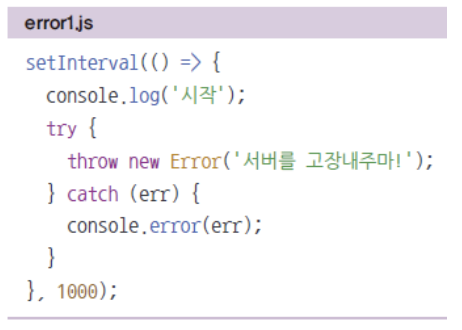 error1.js
setInterval(() => {
  console.log('시작');
  try {
    throw new Error('서버를 고장내주마!');
  } catch (err) {
    console.error(err);
  }
}, 1000);